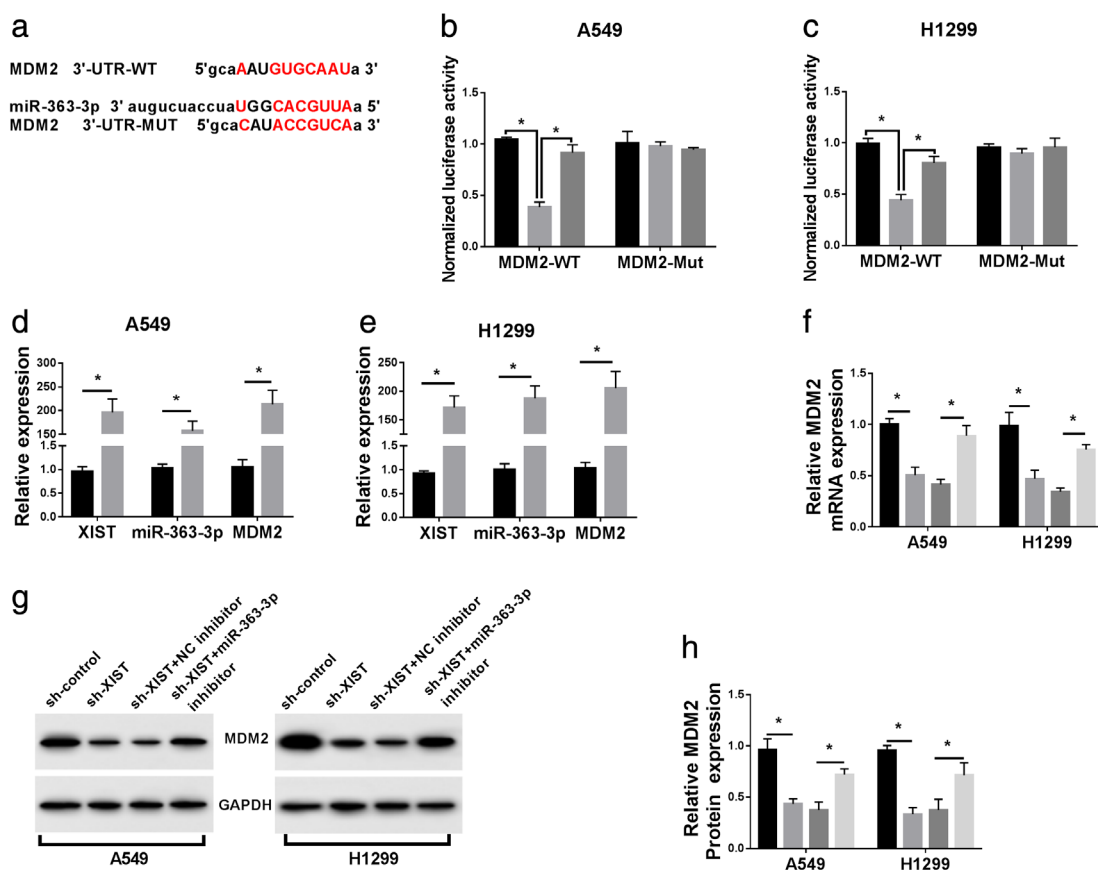 a
MDM2 3'-UTR-WT 5'gcaAAUGUGCAAUa 3'
miR-363-3p 3' augucuaccuaUGGCACGUUAa 5'
MDM2 3'-UTR-MUT 5'gcaCAUACCGUCAa 3'
b
A549
Normalized luciferase activity
1.5
1.0
0.5
0.0
* *
MDM2-WT MDM2-Mut
c
H1299
Normalized luciferase activity
1.5
1.0
0.5
0.0
* *
MDM2-WT MDM2-Mut
d
A549
Relative expression
300
250
200
150
1.5
1.0
0.5
0.0
* * *
XIST miR-363-3p MDM2
e
H1299
Relative expression
250
200
150
100
1.5
1.0
0.5
0.0
* * *
XIST miR-363-3p MDM2
f
Relative MDM2
mRNA expression
1.5
1.0
0.5
0.0
* * * *
A549 H1299
g
sh-control
sh-XIST
sh-XIST+NC inhibitor
sh-XIST+miR-363-3p
inhibitor
sh-control
sh-XIST
sh-XIST+NC inhibitor
sh-XIST+miR-363-3p
inhibitor
MDM2
GAPDH
A549
H1299
h
Relative MDM2
Protein expression
1.5
1.0
0.5
0.0
* * * *
A549 H1299